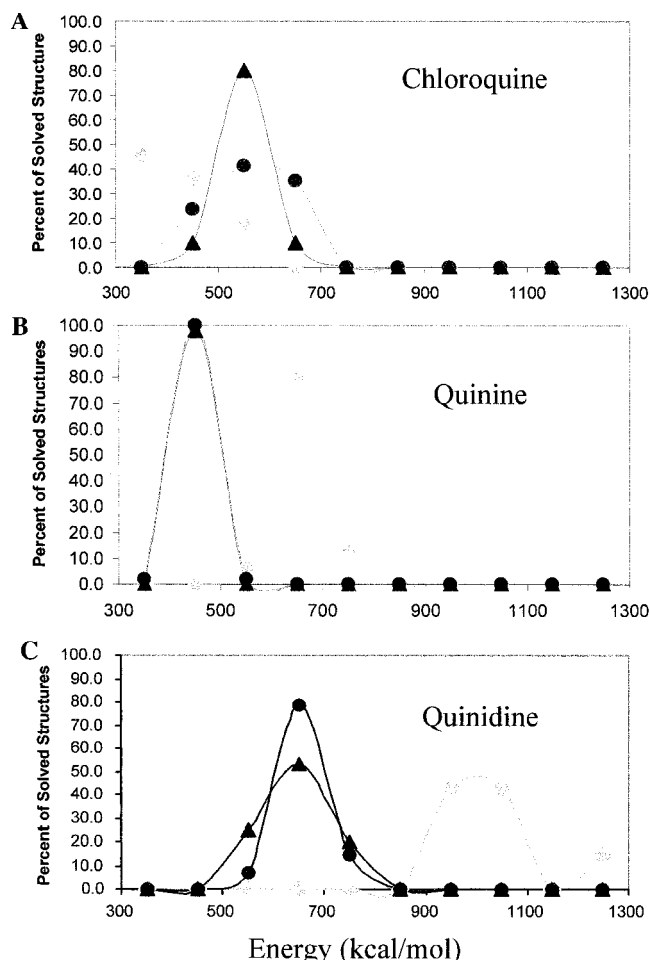 A
Percent of Solved Structure
100.0
90.0
80.0
70.0
60.0
50.0
40.0
30.0
20.0
10.0
0.0
Chloroquine
300 500 700 900 1100 1300
B
Percent of Solved Structures
100.0
90.0
80.0
70.0
60.0
50.0
40.0
30.0
20.0
10.0
0.0
Quinine
300 500 700 900 1100 1300
C
Percent of Solved Structures
100.0
90.0
80.0
70.0
60.0
50.0
40.0
30.0
20.0
10.0
0.0
Quinidine
300 500 700 900 1100 1300
Energy (kcal/mol)